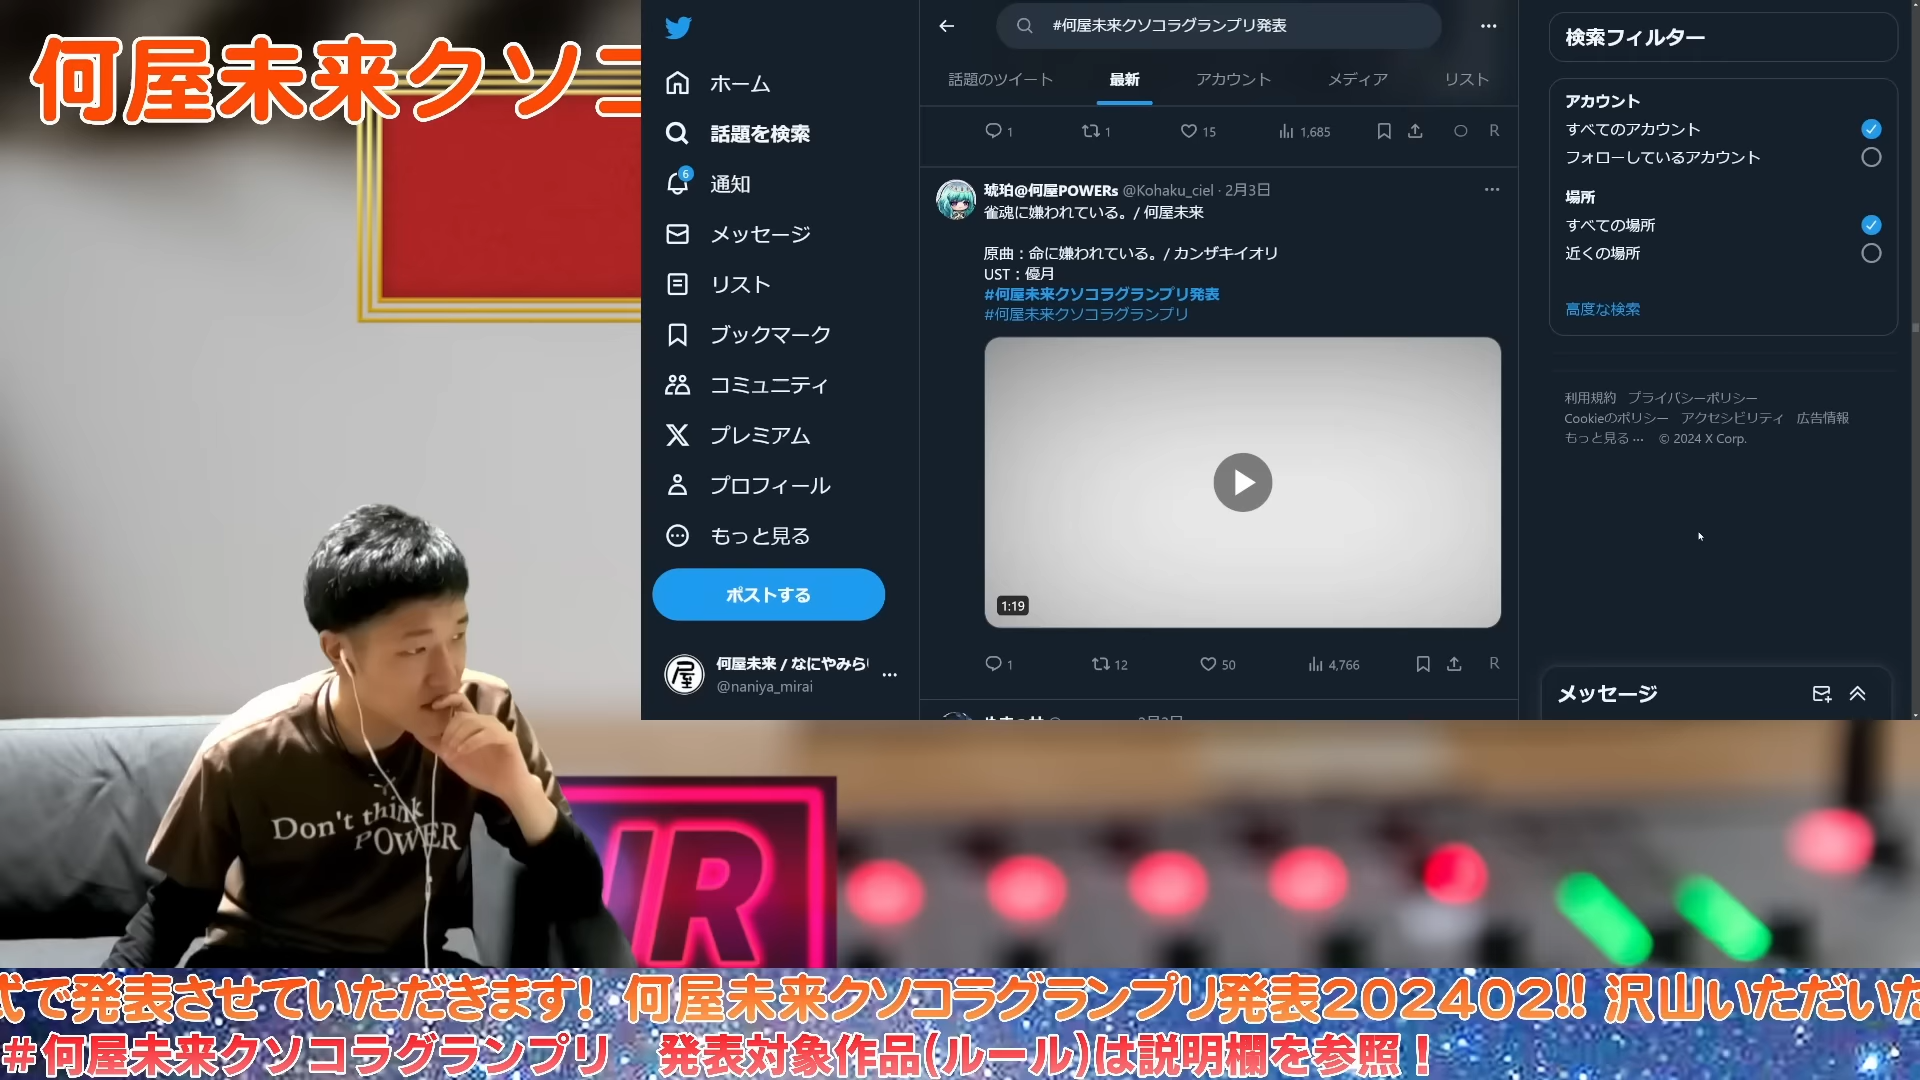 何屋未来クソコ
#何屋未来クソコラグランプリ発表
話題のツイート
最新
アカウント
メディア
リスト
ホーム
話題を検索
6
通知
メッセージ
リスト
ブックマーク
コミュニティ
プレミアム
プロフィール
もっと見る
ポストする
何屋未来 / なにやみら
@naniya_mirai
1 1 15 1,685 R
琥珀@何屋POWERs @Kohaku_ciel · 2月3日
雀魂に嫌われている。/ 何屋未来
原曲：命に嫌われている。/ カンザキイオリ
UST：優月
#何屋未来クソコラグランプリ発表
#何屋未来クソコラグランプリ
1:19
1 12 50 4,766 R
検索フィルター
アカウント
すべてのアカウント
フォローしているアカウント
場所
すべての場所
近くの場所
高度な検索
利用規約 プライバシーポリシー
Cookieのポリシー アクセシビリティ 広告情報
もっと見る… © 2024 X Corp.
メッセージ
Don't think
POWER
R
式で発表させていただきます！ 何屋未来クソコラグランプリ発表202402!! 沢山いただいた
＃何屋未来クソコラグランプリ 発表対象作品(ルール)は説明欄を参照！